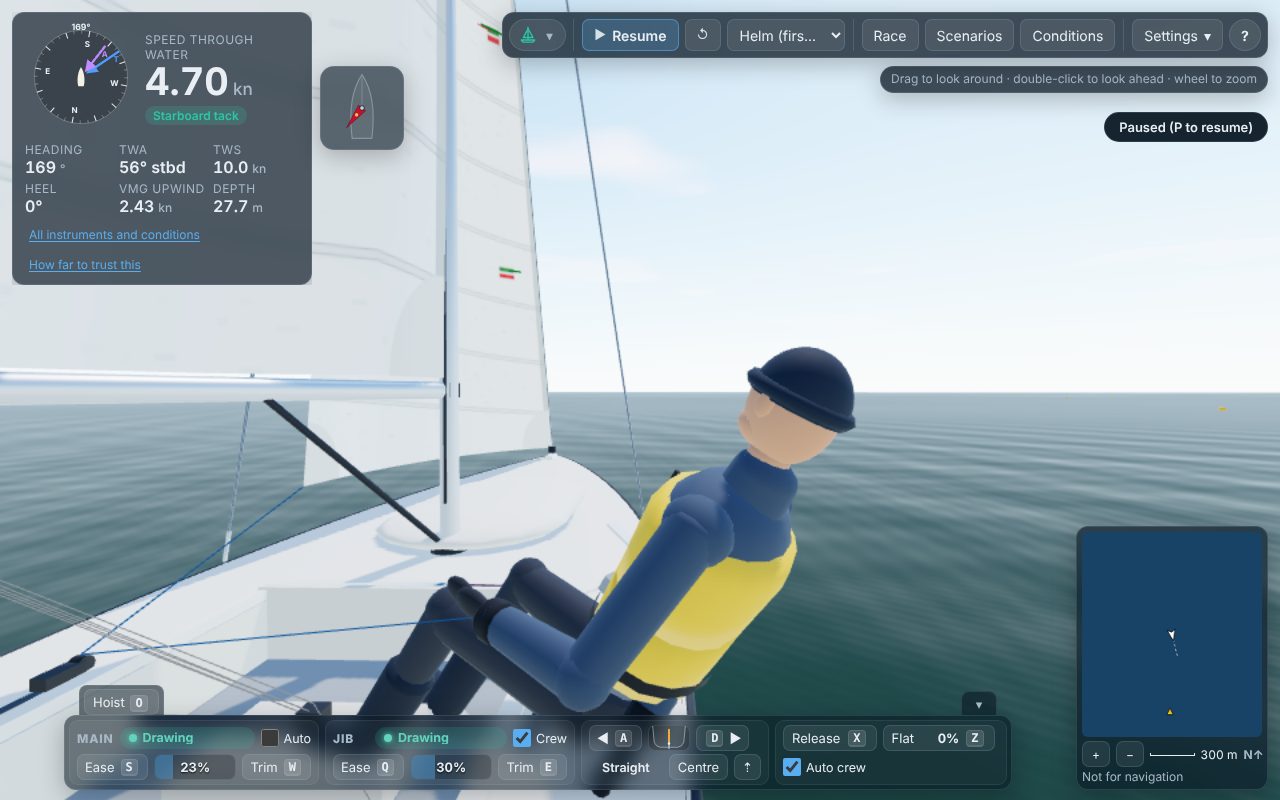 169°
S
A
T
E
W
N
SPEED THROUGH
WATER
4.70 kn
Starboard tack
HEADING TWA TWS
169 ° 56° stbd 10.0 kn
HEEL VMG UPWIND DEPTH
0° 2.43 kn 27.7 m
All instruments and conditions
How far to trust this
Resume
Helm (firs...
Race
Scenarios
Conditions
Settings ▾
?
Drag to look around · double-click to look ahead · wheel to zoom
Paused (P to resume)
Hoist 0
MAIN Drawing Auto
Ease S 23% Trim W
JIB Drawing Crew
Ease Q 30% Trim E
◀ A D ▶
Straight Centre ⇡
Release X Flat 0% Z
Auto crew
+ − 300 m N↑
Not for navigation